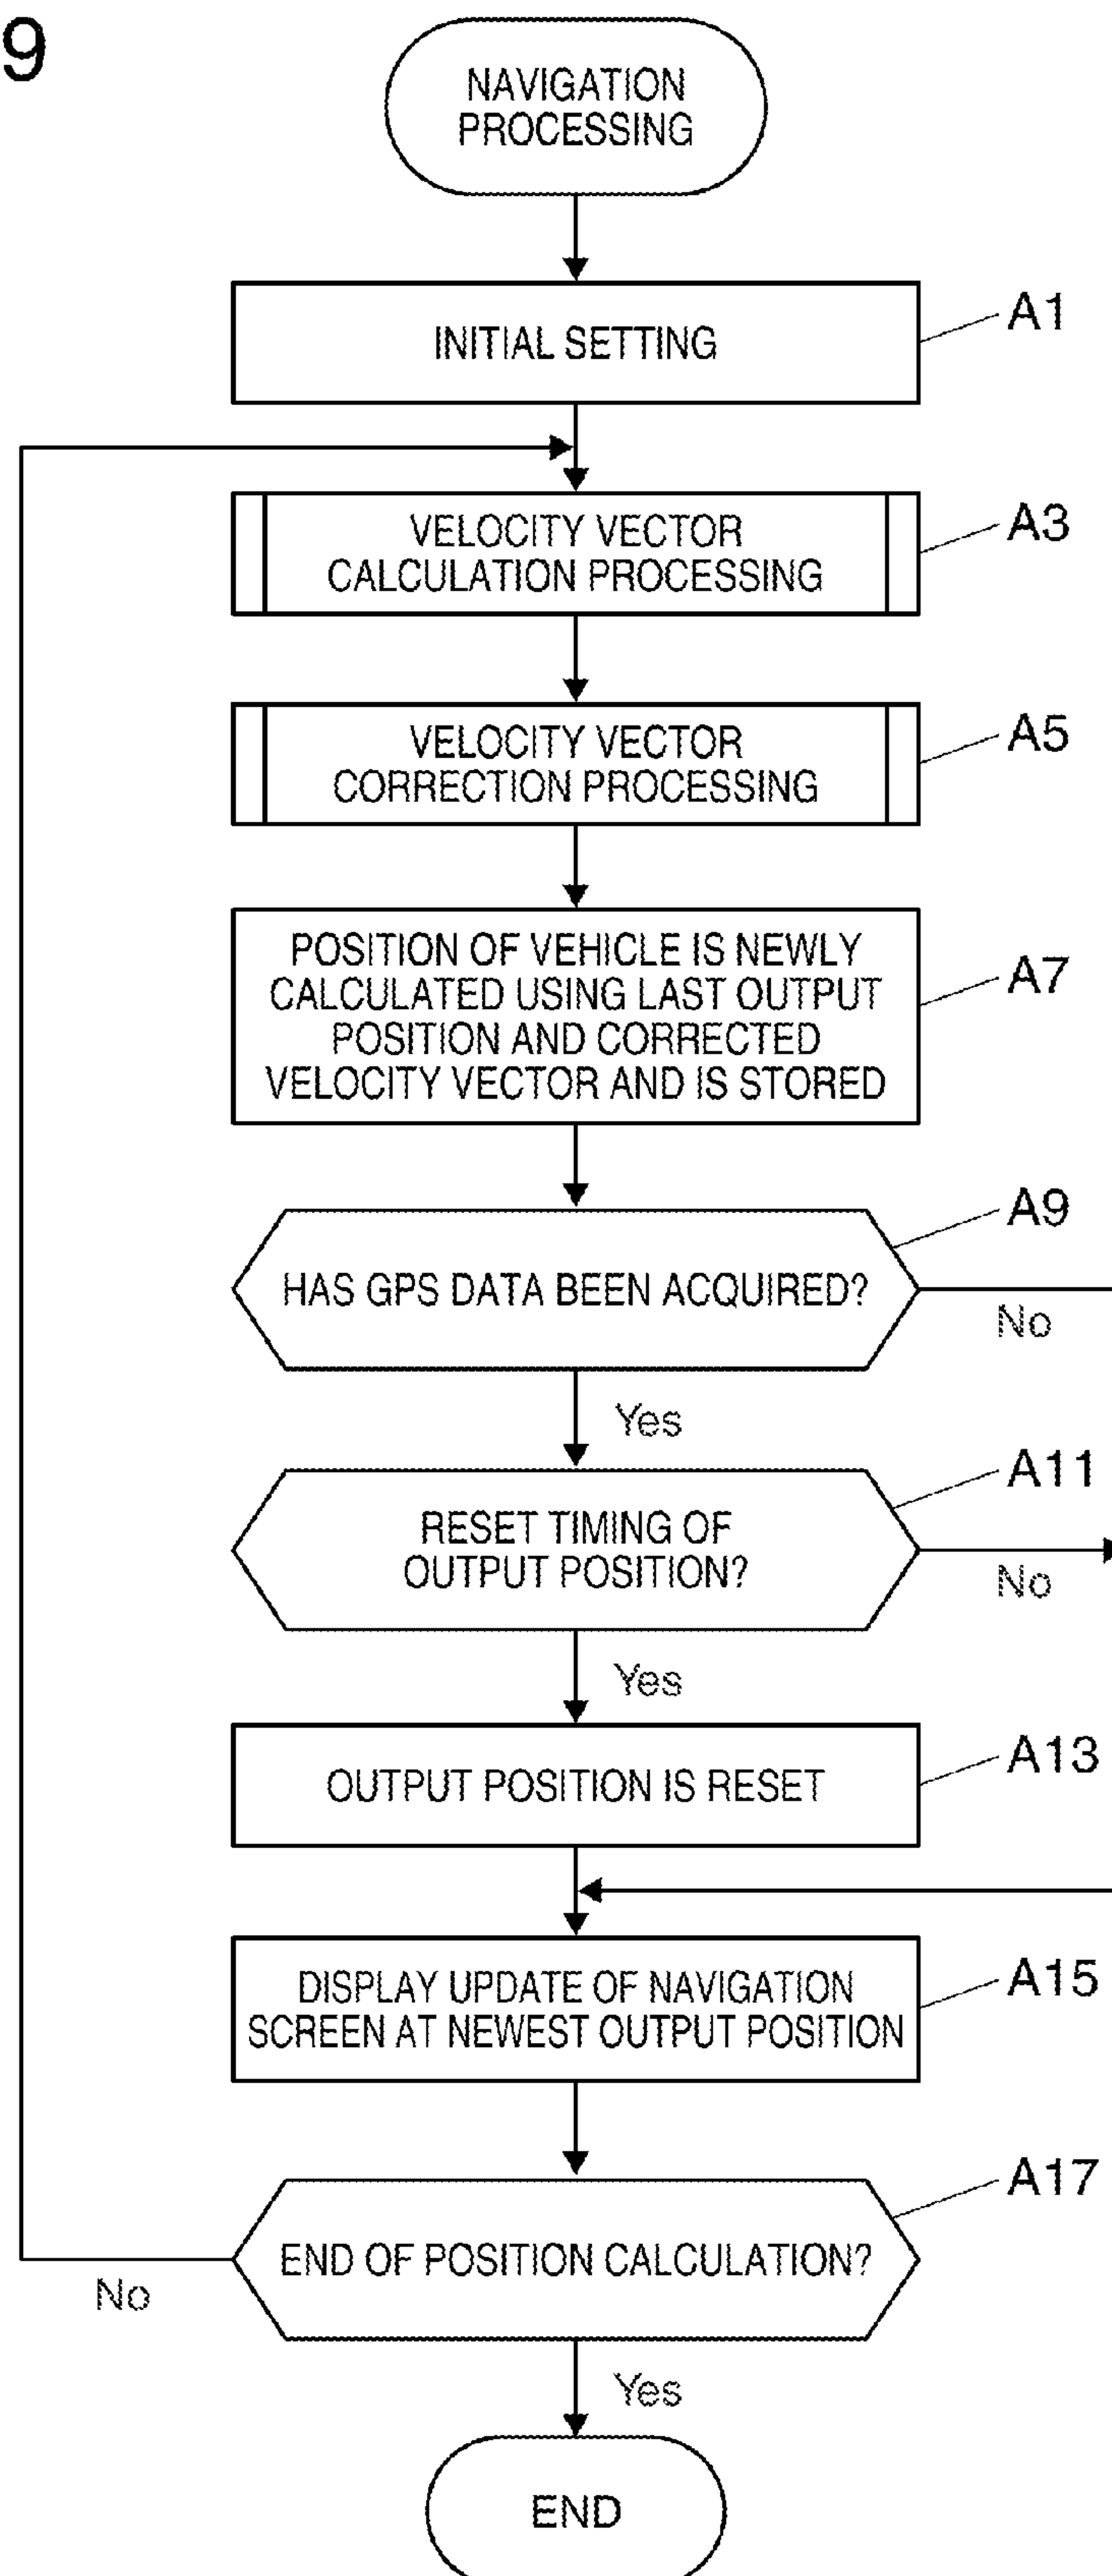 9
NAVIGATION
PROCESSING
INITIAL SETTING
A1
VELOCITY VECTOR
CALCULATION PROCESSING
A3
VELOCITY VECTOR
CORRECTION PROCESSING
A5
POSITION OF VEHICLE IS NEWLY
CALCULATED USING LAST OUTPUT
POSITION AND CORRECTED
VELOCITY VECTOR AND IS STORED
A7
HAS GPS DATA BEEN ACQUIRED?
A9
No
Yes
RESET TIMING OF
OUTPUT POSITION?
A11
No
Yes
OUTPUT POSITION IS RESET
A13
DISPLAY UPDATE OF NAVIGATION
SCREEN AT NEWEST OUTPUT POSITION
A15
END OF POSITION CALCULATION?
A17
No
Yes
END